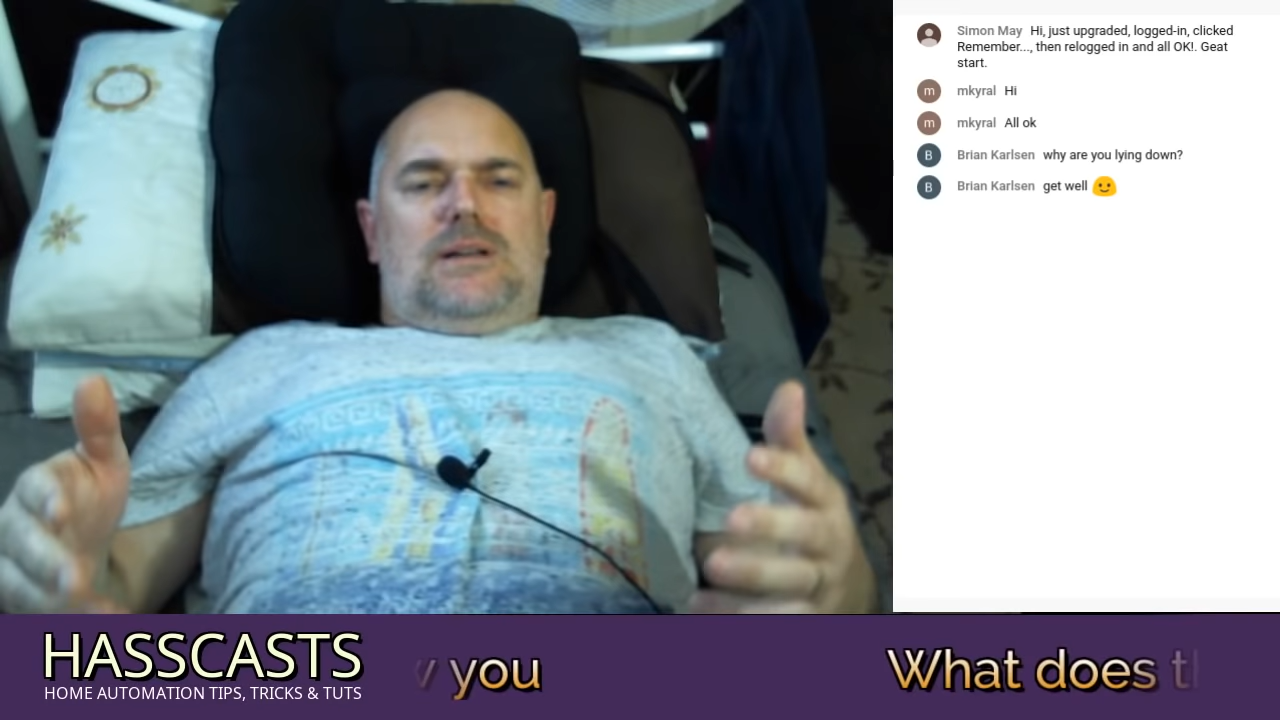 Simon May Hi, just upgraded, logged-in, clicked
Remember..., then relogged in and all OK!. Geat
start.
m mkyral Hi
m mkyral All ok
B Brian Karlsen why are you lying down?
B Brian Karlsen get well
HASSCASTS
HOME AUTOMATION TIPS, TRICKS & TUTS
you
What does